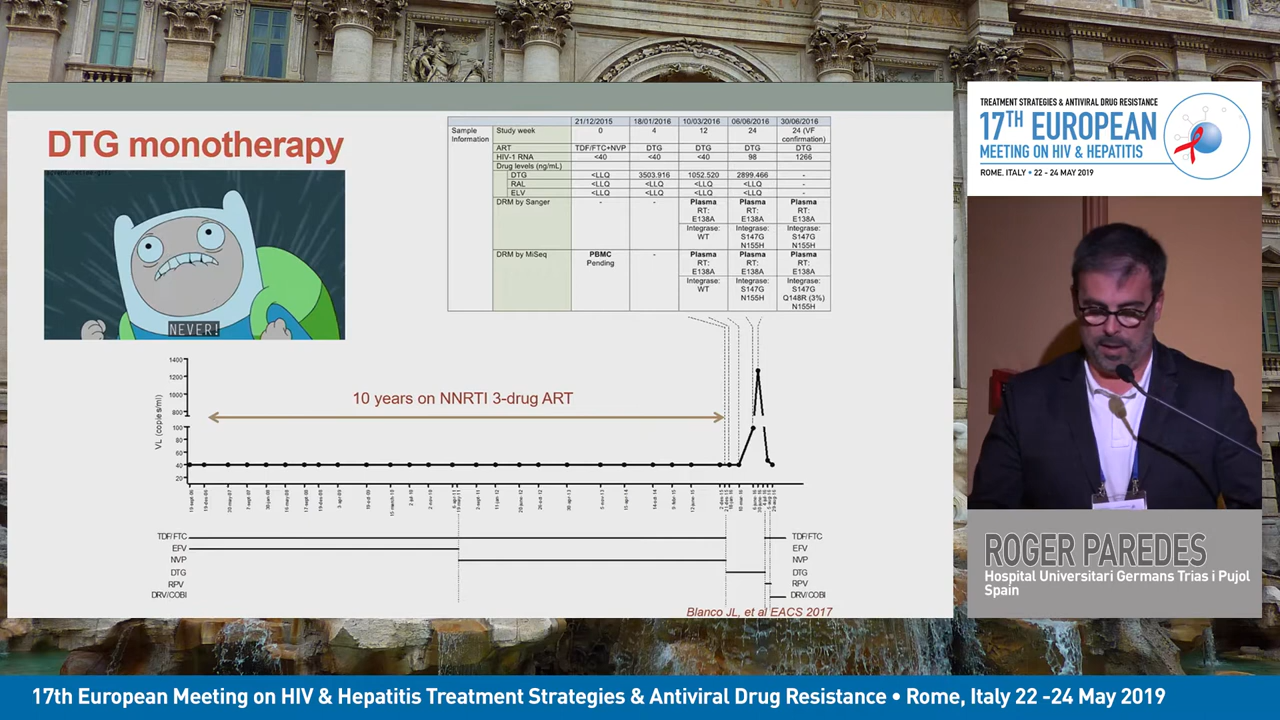 DTG monotherapy
NEVER!
21/12/2015 18/01/2016 10/03/2016 06/06/2016 30/06/2016
Sample Information
Study week 0 4 12 24 24 (VF confirmation)
ART TDF/FTC+NVP DTG DTG DTG DTG
HIV-1 RNA <40 <40 <40 98 1266
Drug levels (ng/mL)
DTG <LLQ 3503.916 1052.520 2899.466 -
RAL <LLQ <LLQ <LLQ <LLQ -
ELV <LLQ <LLQ <LLQ <LLQ -
DRM by Sanger - - Plasma Plasma Plasma
RT: RT: RT:
E138A E138A E138A
Integrase: Integrase: Integrase:
WT S147G S147G
N155H N155H
DRM by MiSeq PBMC - Plasma Plasma Plasma
Pending RT: RT: RT:
E138A E138A E138A
Integrase: Integrase: Integrase:
WT S147G S147G
N155H Q148R (3%)
N155H
VL (copies/ml)
1400
1200
1000
800
100
80
60
40
20
10 years on NNRTI 3-drug ART
TDF/FTC TDF/FTC
EFV EFV
NVP NVP
DTG DTG
RPV RPV
DRV/COBI DRV/COBI
Blanco JL, et al EACS 2017
TREATMENT STRATEGIES & ANTIVIRAL DRUG RESISTANCE
17TH EUROPEAN
MEETING ON HIV & HEPATITIS
ROME, ITALY • 22 - 24 MAY 2019
ROGER PAREDES
Hospital Universitari Germans Trias i Pujol
Spain
17th European Meeting on HIV & Hepatitis Treatment Strategies & Antiviral Drug Resistance • Rome, Italy 22 -24 May 2019